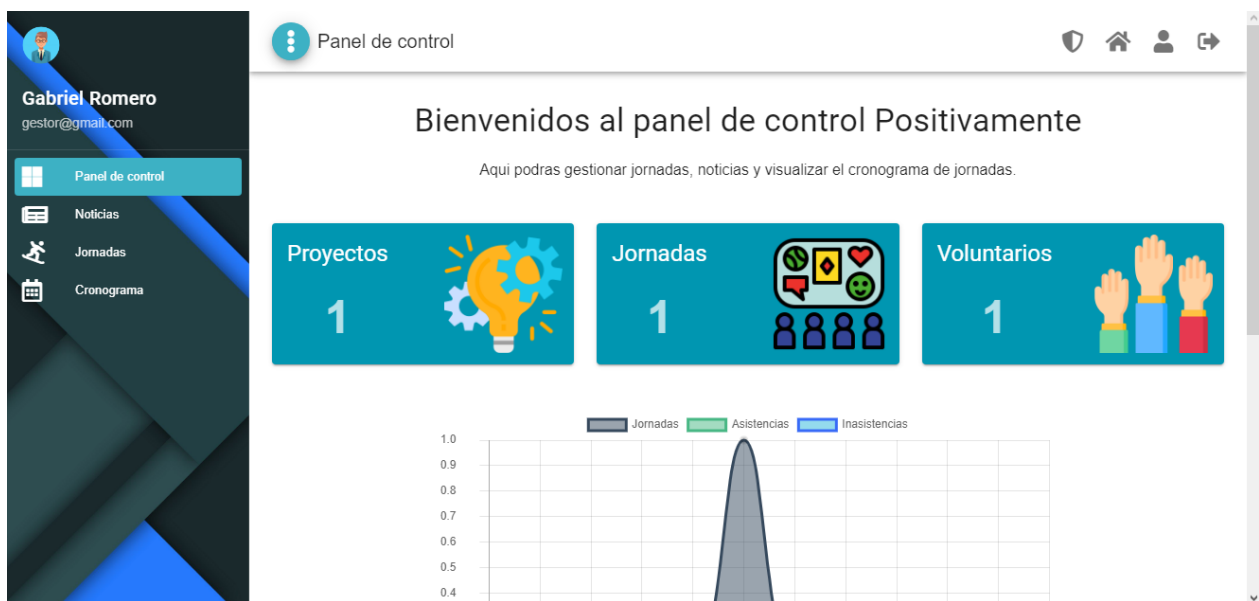 Gabriel Romero
gestor@gmail.com
Panel de control
Noticias
Jornadas
Cronograma
Panel de control
Bienvenidos al panel de control Positivamente
Aqui podras gestionar jornadas, noticias y visualizar el cronograma de jornadas.
Proyectos
1
Jornadas
1
Voluntarios
1
Jornadas Asistencias Inasistencias
1.0
0.9
0.8
0.7
0.6
0.5
0.4